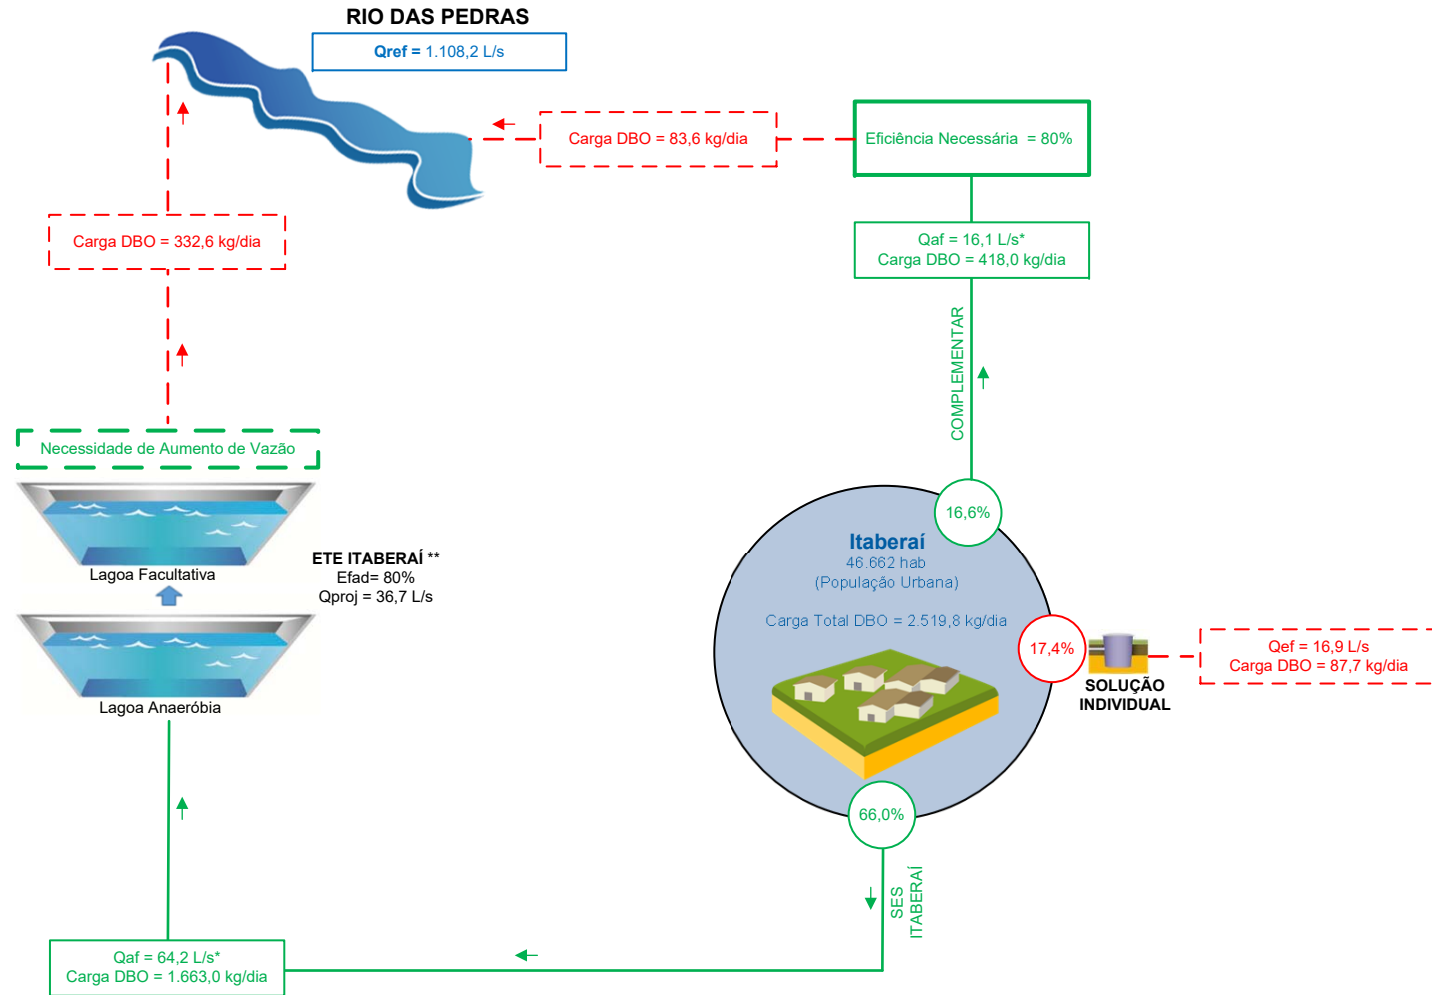 RIO DAS PEDRAS
Qref = 1.108,2 L/s
Carga DBO = 83,6 kg/dia
Eficiência Necessária = 80%
Carga DBO = 332,6 kg/dia
Qaf = 16,1 L/s*
Carga DBO = 418,0 kg/dia
COMPLEMENTAR
Necessidade de Aumento de Vazão
Lagoa Facultativa
ETE ITABERAÍ **
Efad= 80%
Qproj = 36,7 L/s
Lagoa Anaeróbia
16,6%
Itaberaí
46.662 hab
(População Urbana)
Carga Total DBO = 2.519,8 kg/dia
17,4%
SOLUÇÃO
INDIVIDUAL
Qef = 16,9 L/s
Carga DBO = 87,7 kg/dia
66,0%
SES
ITABERAÍ
Qaf = 64,2 L/s*
Carga DBO = 1.663,0 kg/dia